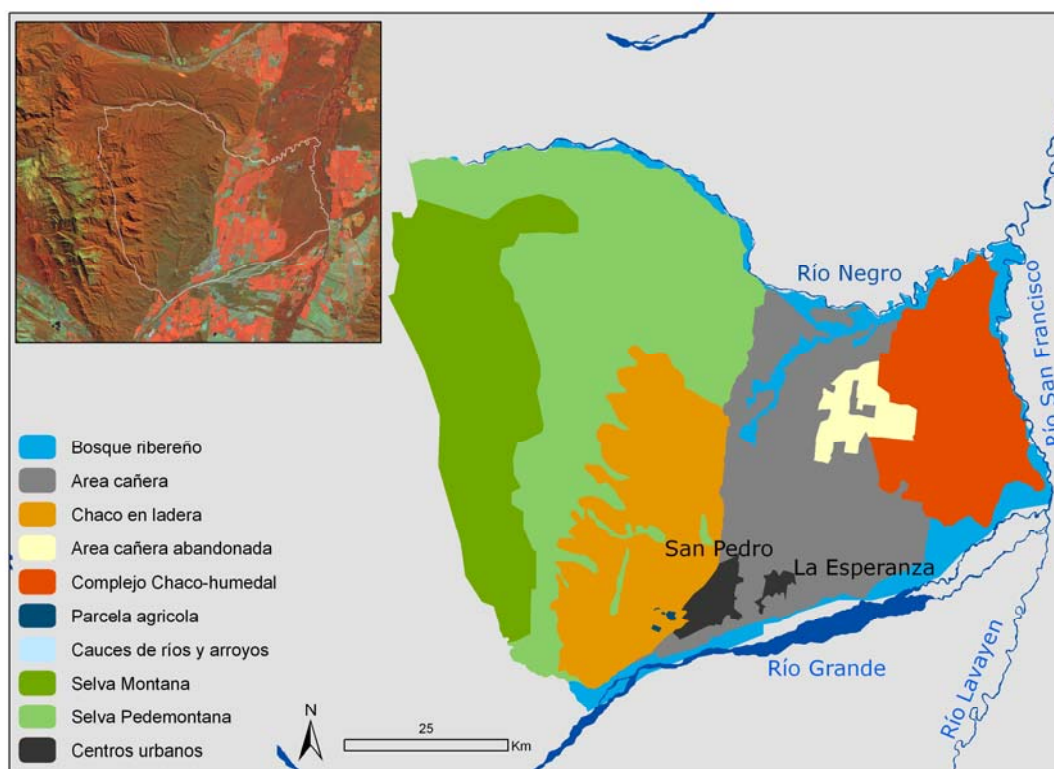 Río Negro
Río San Francisco
Bosque ribereño
Area cañera
Chaco en ladera
Area cañera abandonada
Complejo Chaco-humedal
Parcela agricola
Cauces de ríos y arroyos
Selva Montana
Selva Pedemontana
Centros urbanos
San Pedro
La Esperanza
Río Grande
Río Lavayen
N
25
Km